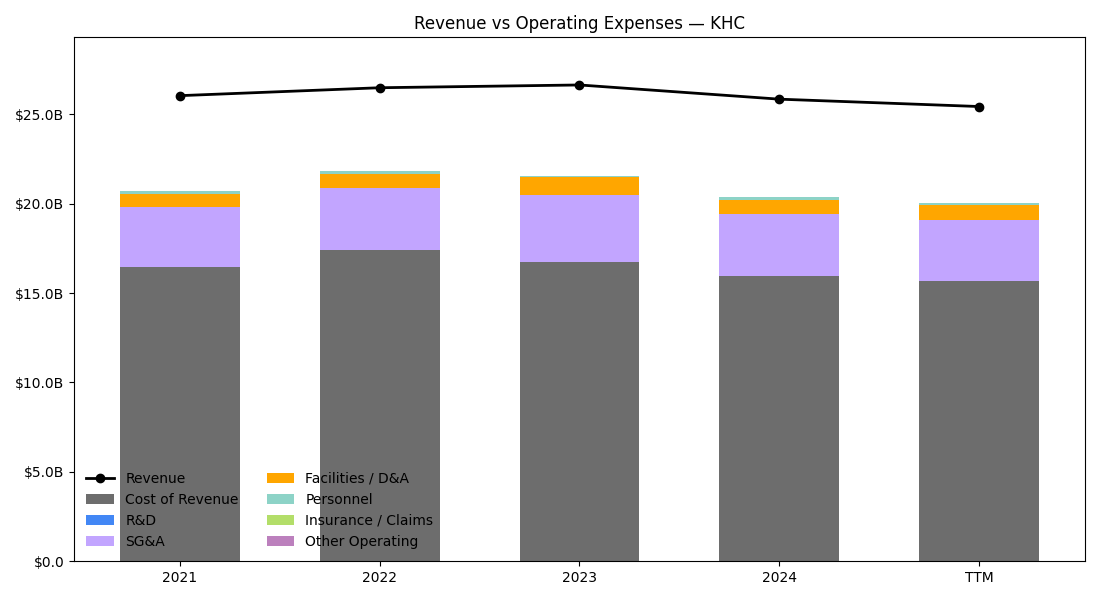 Revenue vs Operating Expenses — KHC
$25.0B
$20.0B
$15.0B
$10.0B
$5.0B
$0.0
Revenue
Cost of Revenue
R&D
SG&A
Facilities / D&A
Personnel
Insurance / Claims
Other Operating
2021
2022
2023
2024
TTM